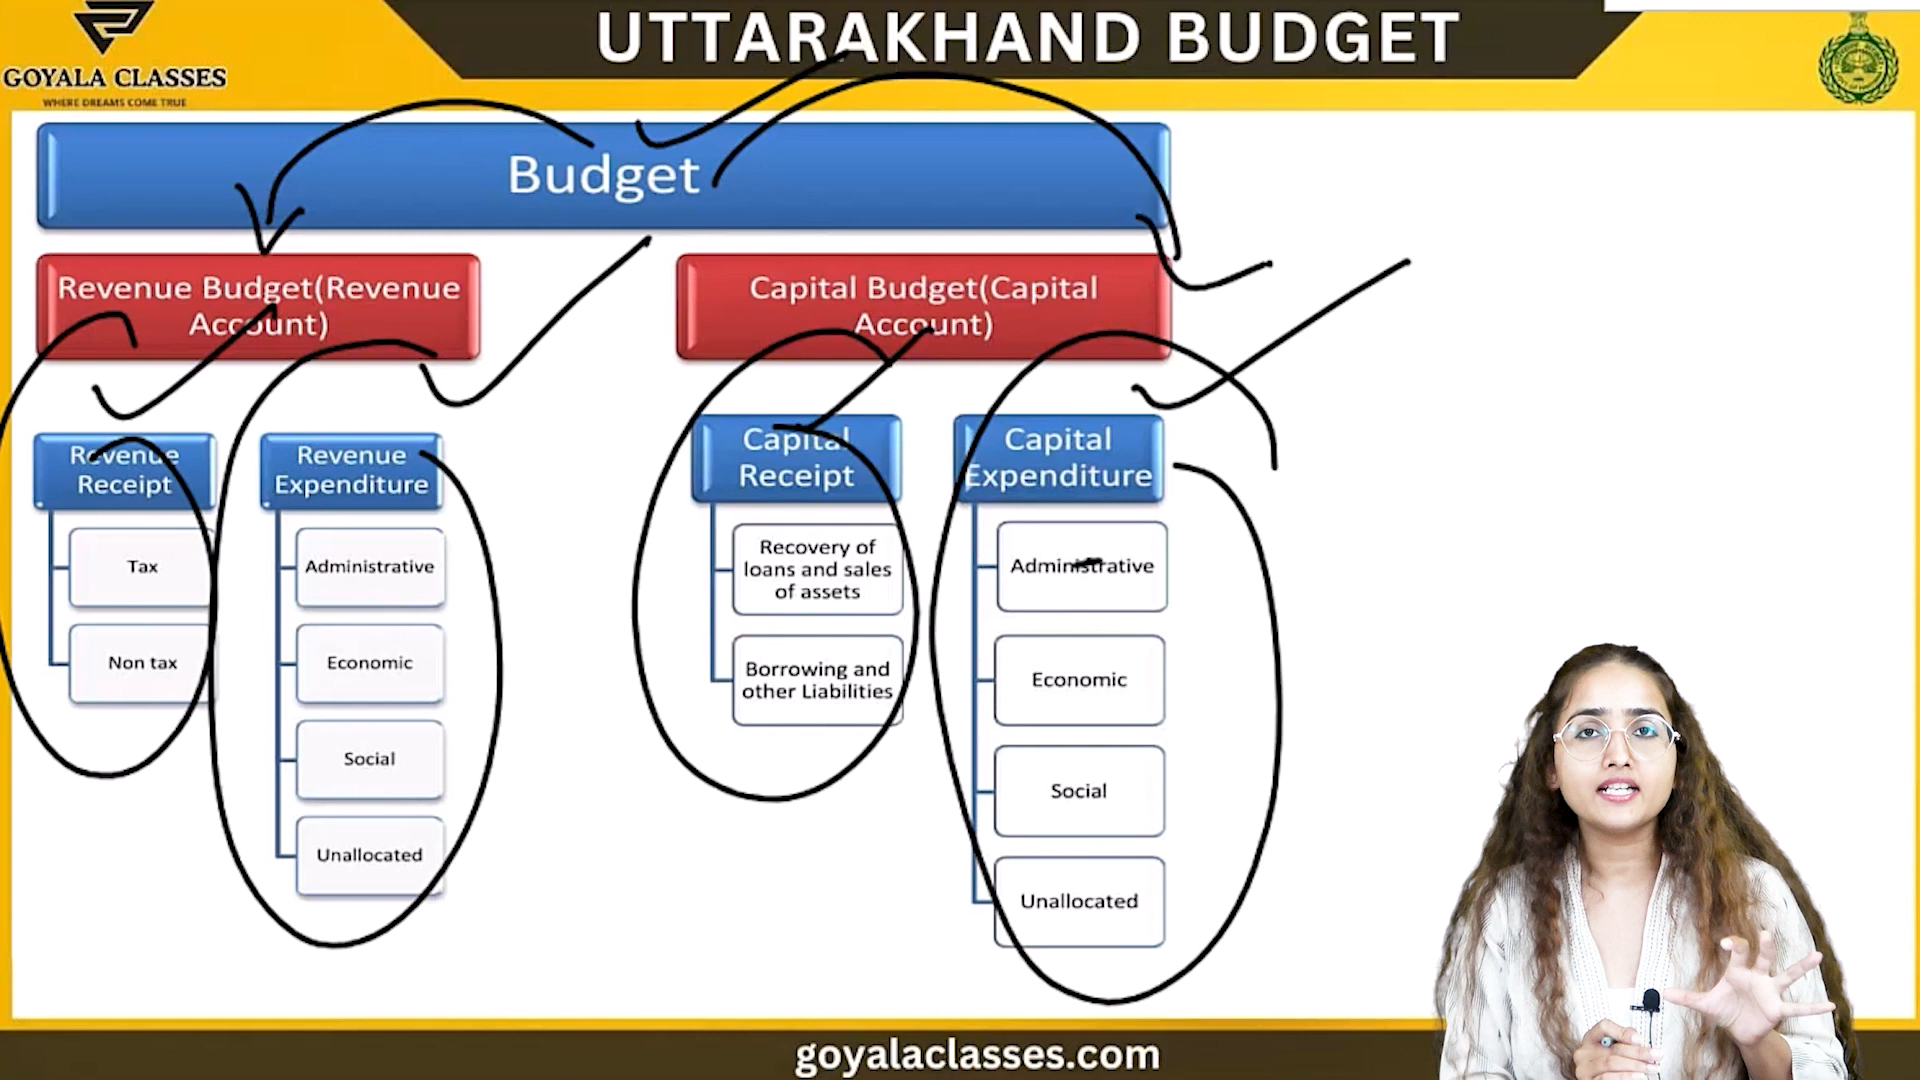 UTTARAKHAND BUDGET
GOYALA CLASSES
WHERE DREAMS COME TRUE
Budget
Revenue Budget(Revenue
Account)
Capital Budget(Capital
Account)
Revenue
Receipt
Tax
Non tax
Revenue
Expenditure
Administrative
Economic
Social
Unallocated
Capital
Receipt
Recovery of
loans and sales
of assets
Borrowing and
other Liabilities
Capital
Expenditure
Administrative
Economic
Social
Unallocated
goyalaclasses.com